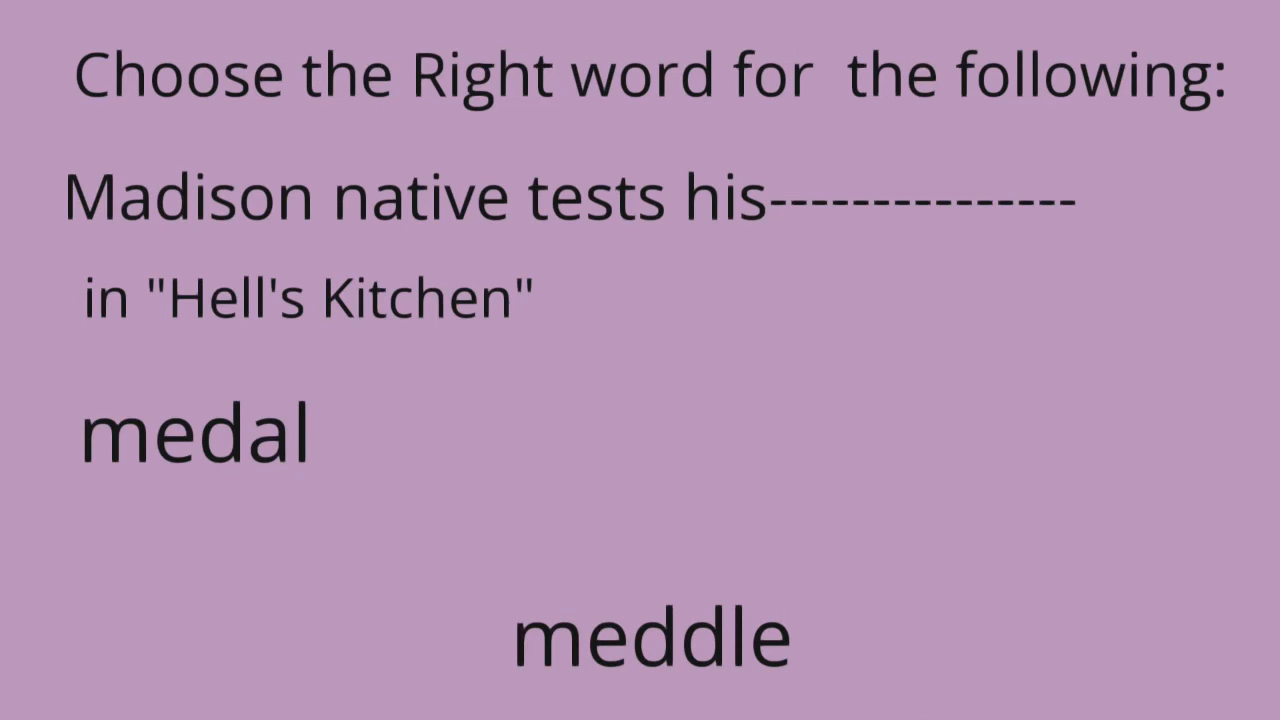 Choose the Right word for  the following:
Madison native tests his---------------
in "Hell's Kitchen"
medal
meddle